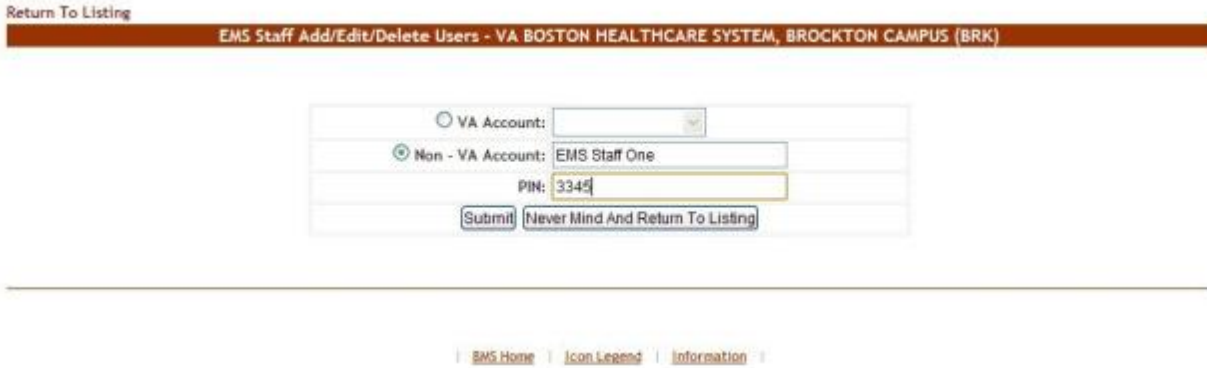 Return To Listing
EMS Staff Add/Edit/Delete Users - VA BOSTON HEALTHCARE SYSTEM, BROCKTON CAMPUS (BRK)
VA Account:
Non - VA Account: EMS Staff One
PIN: 3345
Submit Never Mind And Return To Listing
| BMS Home | Icon Legend | Information |